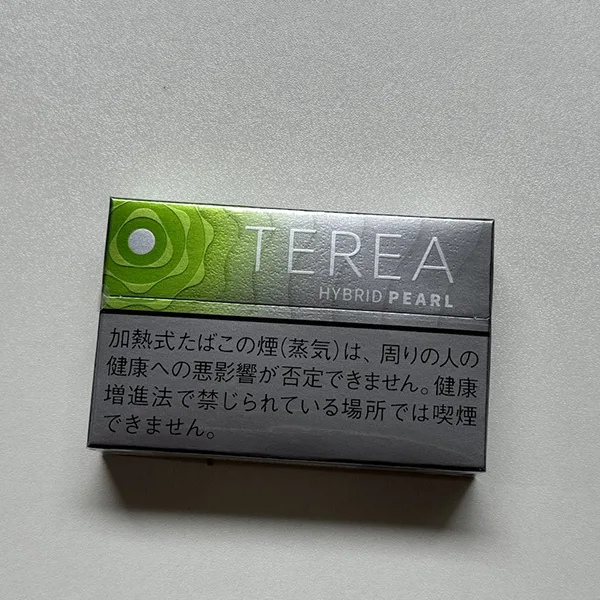 TEREA
HYBRID PEARL
加熱式たばこの煙(蒸気)は、周りの人の
健康への悪影響が否定できません。健康
増進法で禁じられている場所では喫煙
できません。